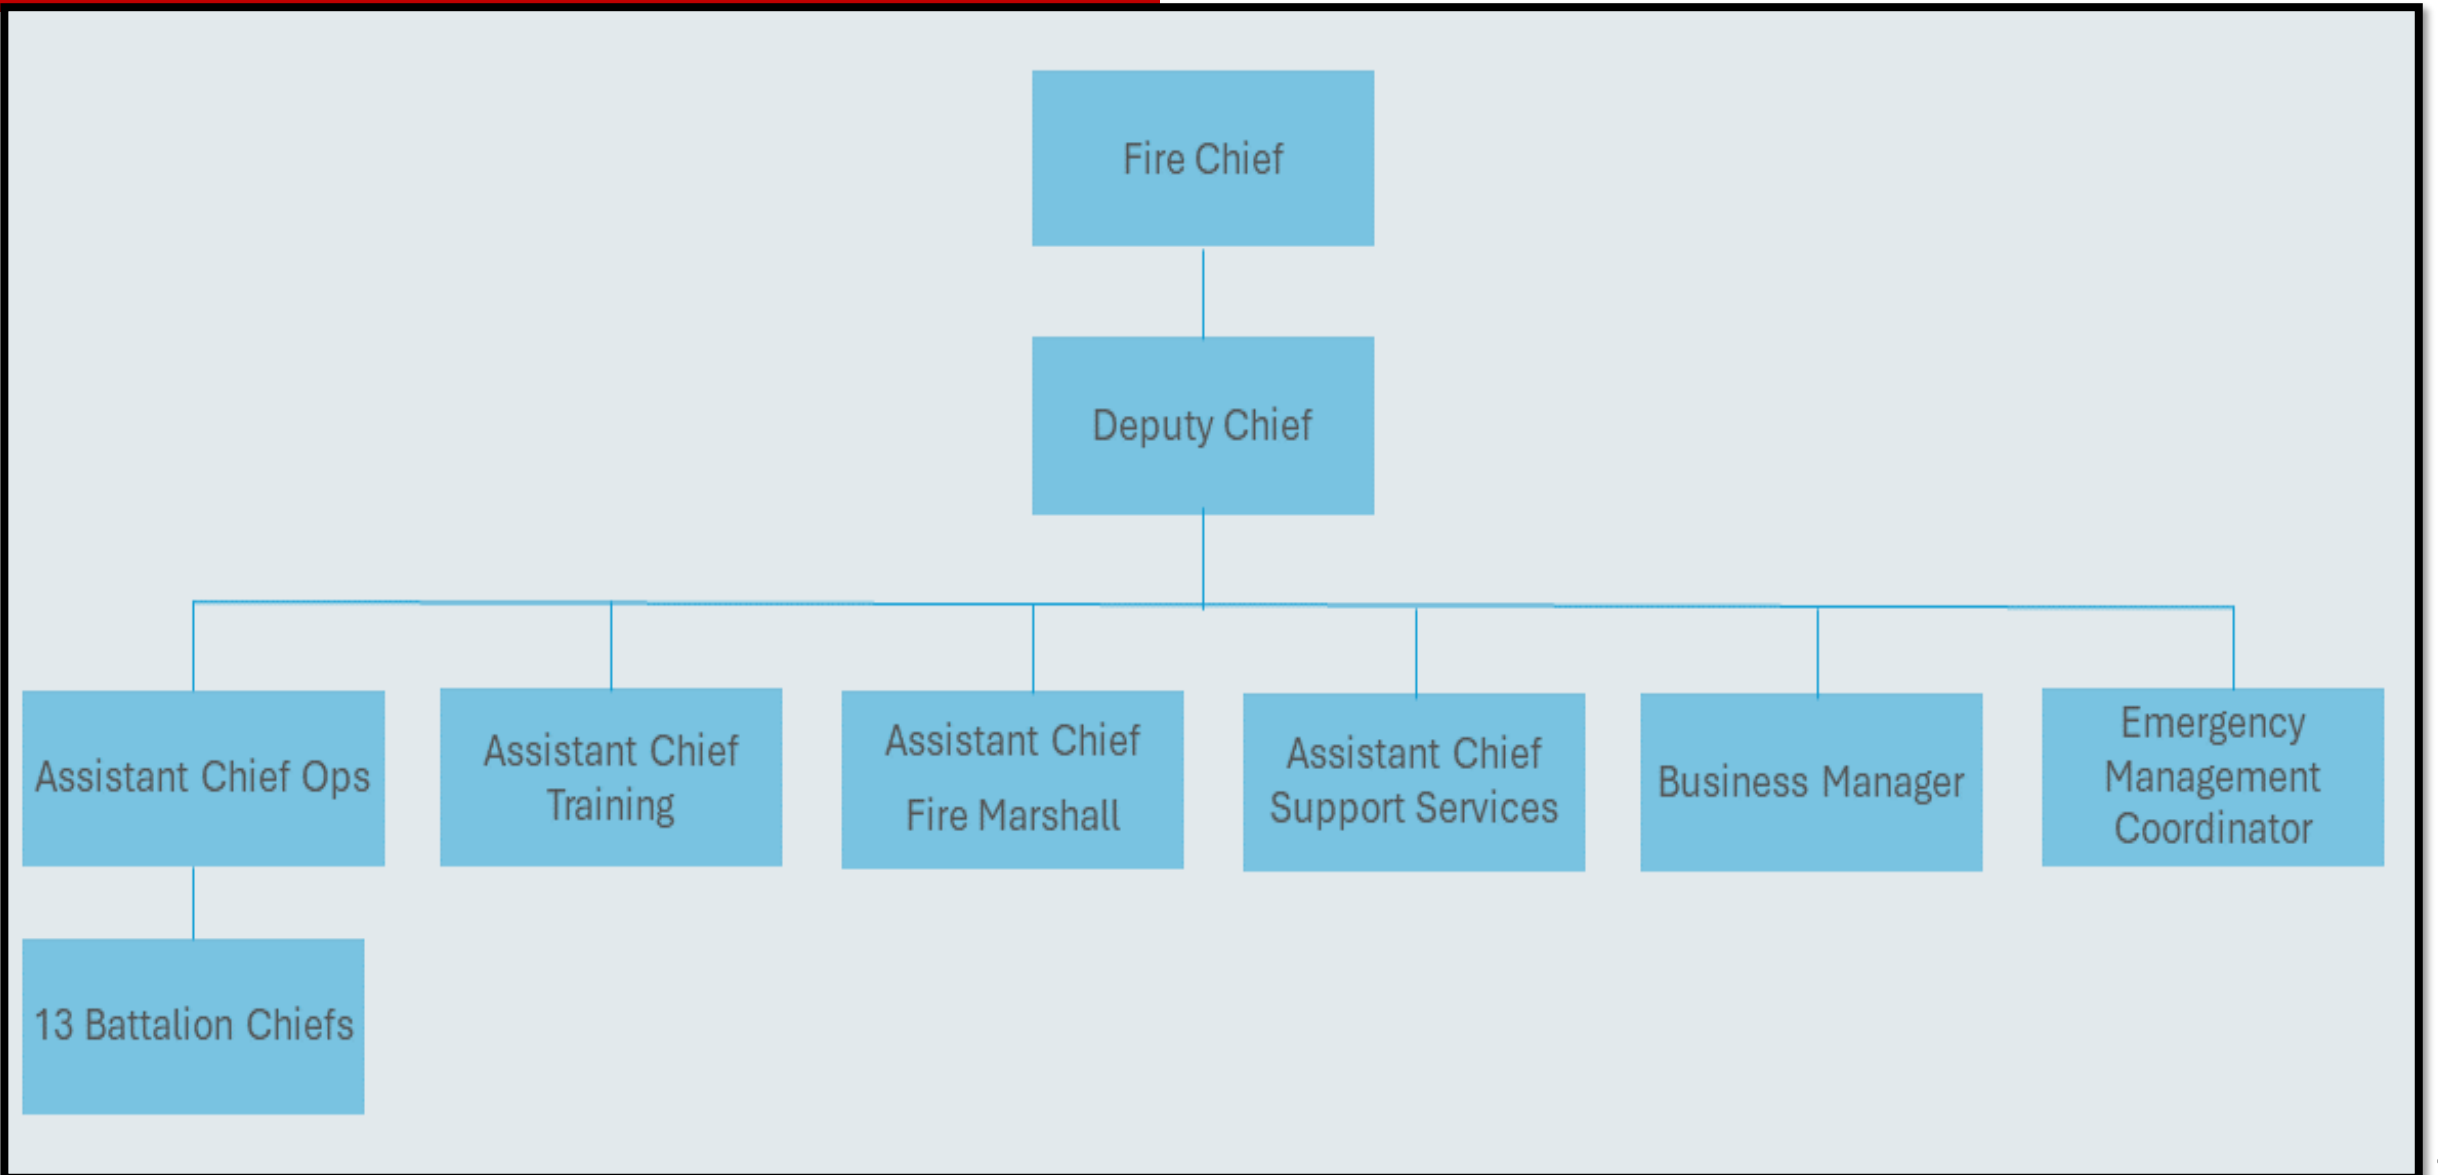 Fire Chief
Deputy Chief
Assistant Chief Ops
Assistant Chief
Training
Assistant Chief
Fire Marshall
Assistant Chief
Support Services
Business Manager
Emergency
Management
Coordinator
13 Battalion Chiefs